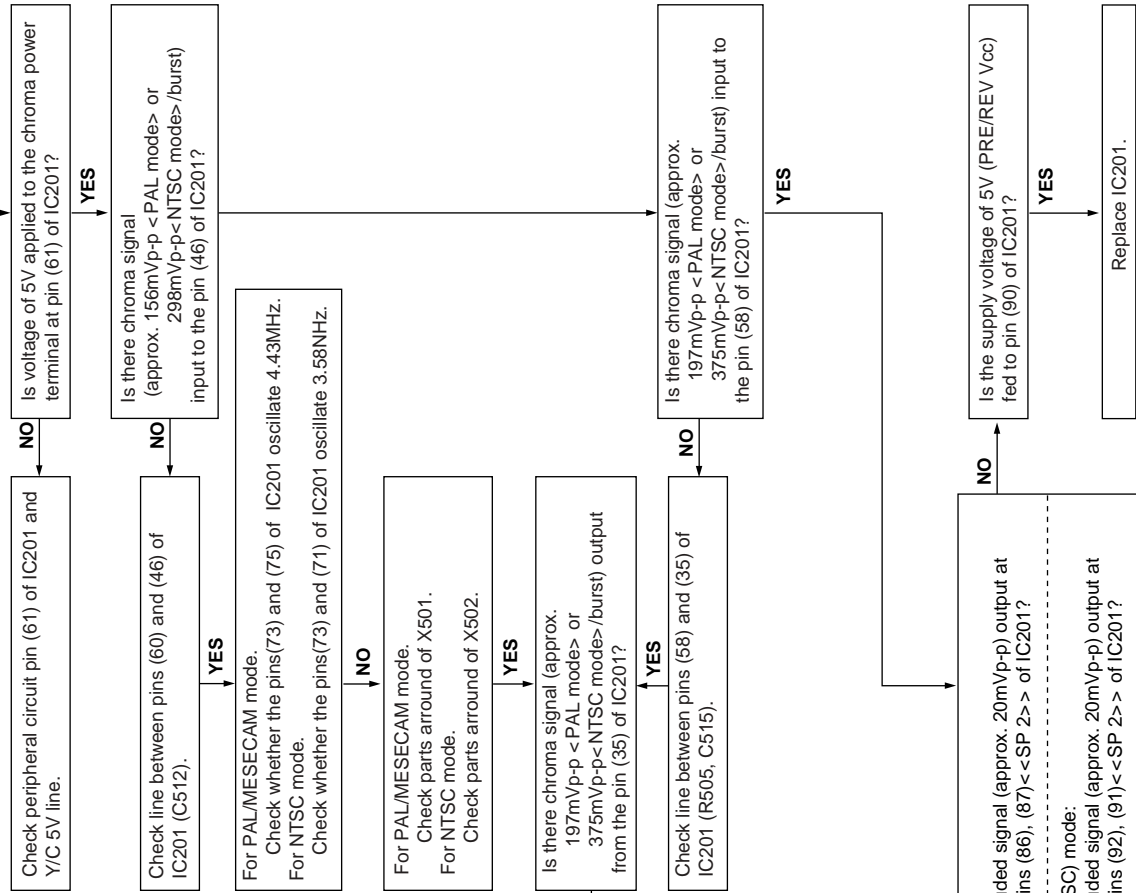 Is voltage of 5V applied to the chroma power
terminal at pin (61) of IC201?
NO
Check peripheral circuit pin (61) of IC201 and
Y/C 5V line.
YES
Is there chroma signal
(approx. 156mVp-p < PAL mode> or
298mVp-p< NTSC mode>/burst)
input to the pin (46) of IC201?
NO
Check line between pins (60) and (46) of
IC201 (C512).
YES
For PAL/MESECAM mode.
Check whether the pins(73) and (75) of IC201 oscillate 4.43MHz.
For NTSC mode.
Check whether the pins(73) and (71) of IC201 oscillate 3.58NHz.
NO
For PAL/MESECAM mode.
Check parts arround of X501.
For NTSC mode.
Check parts arround of X502.
YES
Is there chroma signal (approx.
197mVp-p < PAL mode> or
375mVp-p< NTSC mode>/burst) output
from the pin (35) of IC201?
YES
Check line between pins (58) and (35) of
IC201 (R505, C515).
NO
Is there chroma signal (approx.
197mVp-p < PAL mode> or
375mVp-p< NTSC mode>/burst) input to
the pin (58) of IC201?
YES
ded signal (approx. 20mVp-p) output at
ins (86), (87)<<SP 2>> of IC201?
SC) mode:
ded signal (approx. 20mVp-p) output at
ins (92), (91)<<SP 2>> of IC201?
NO
Is the supply voltage of 5V (PRE/REV Vcc)
fed to pin (90) of IC201?
YES
Replace IC201.